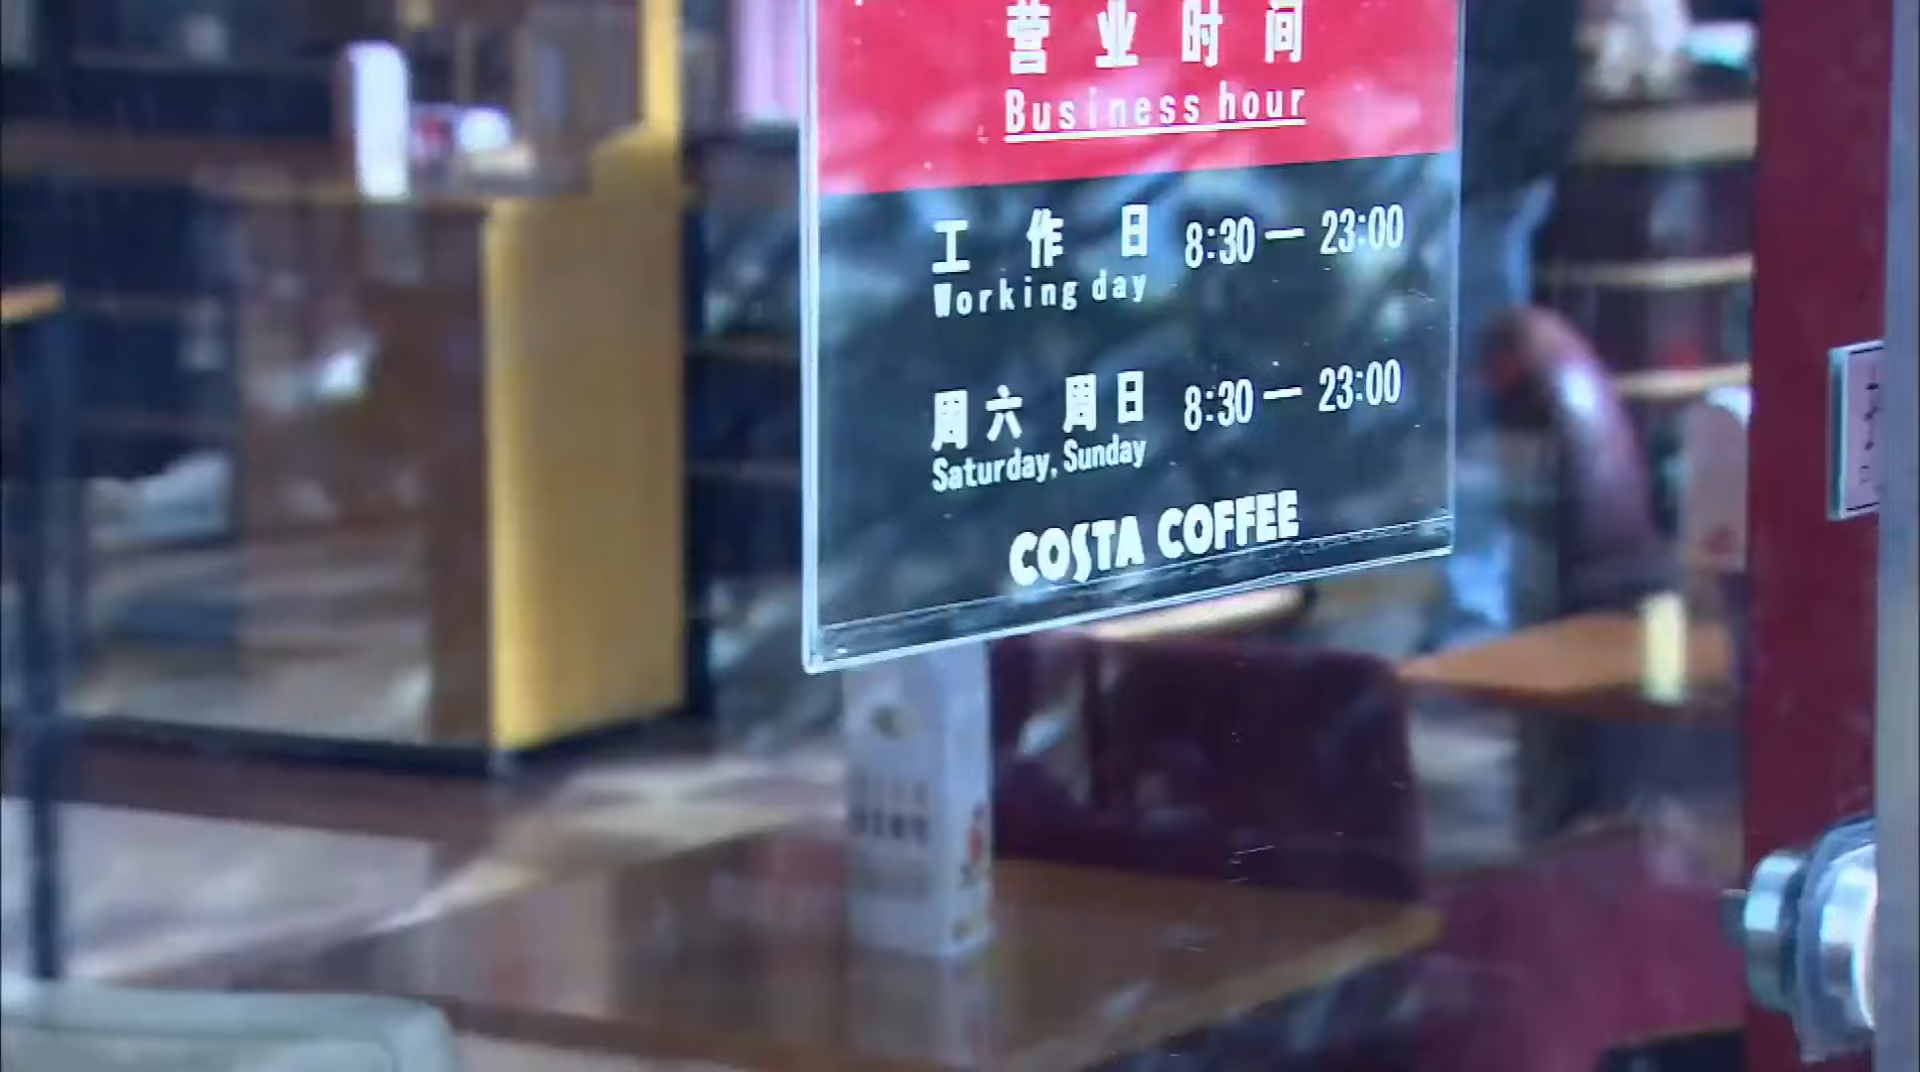 营业时间
Business hour
工作日 8:30—23:00
Working day
周六 周日 8:30—23:00
Saturday, Sunday
COSTA COFFEE